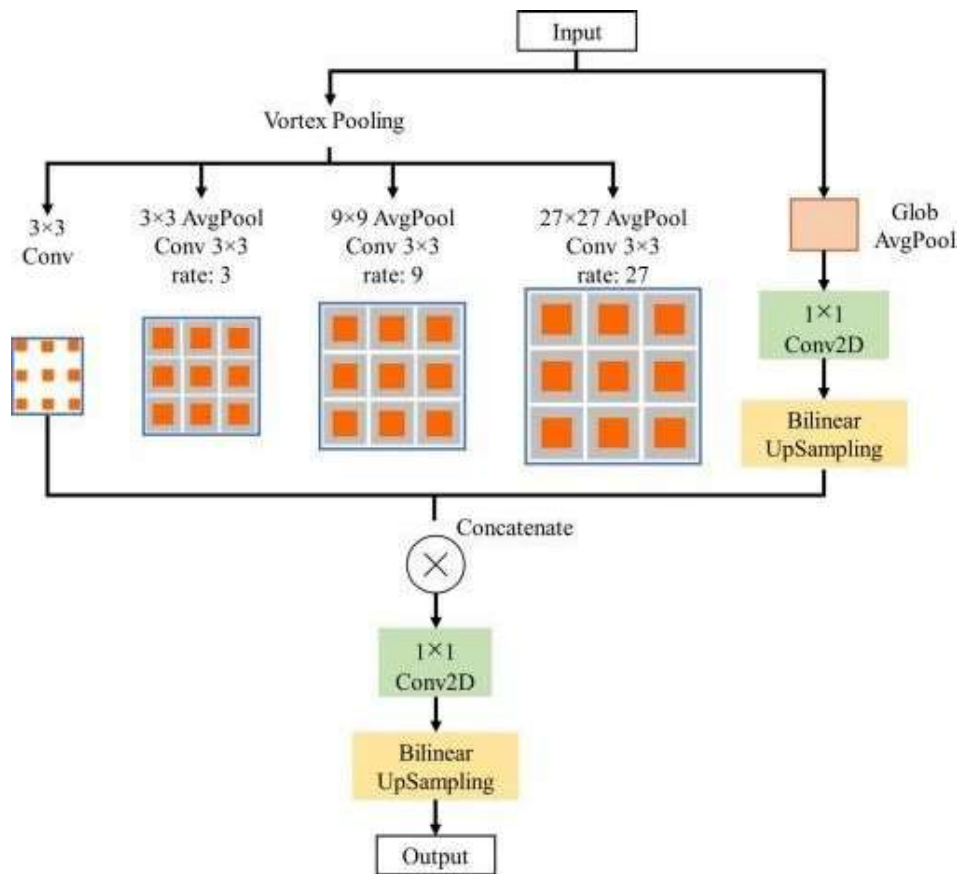 Input
Vortex Pooling
3×3
Conv
3×3 AvgPool
Conv 3×3
rate: 3
9×9 AvgPool
Conv 3×3
rate: 9
27×27 AvgPool
Conv 3×3
rate: 27
Glob
AvgPool
1×1
Conv2D
Bilinear
UpSampling
Concatenate
1×1
Conv2D
Bilinear
UpSampling
Output